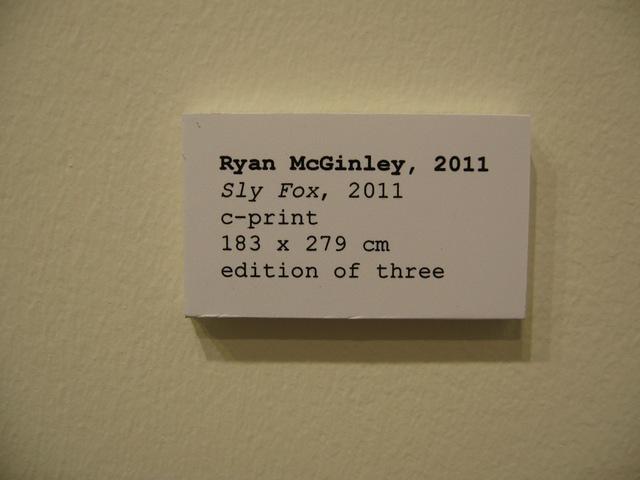 Ryan McGinley, 2011
Sly Fox, 2011
c-print
183 x 279 cm
edition of three